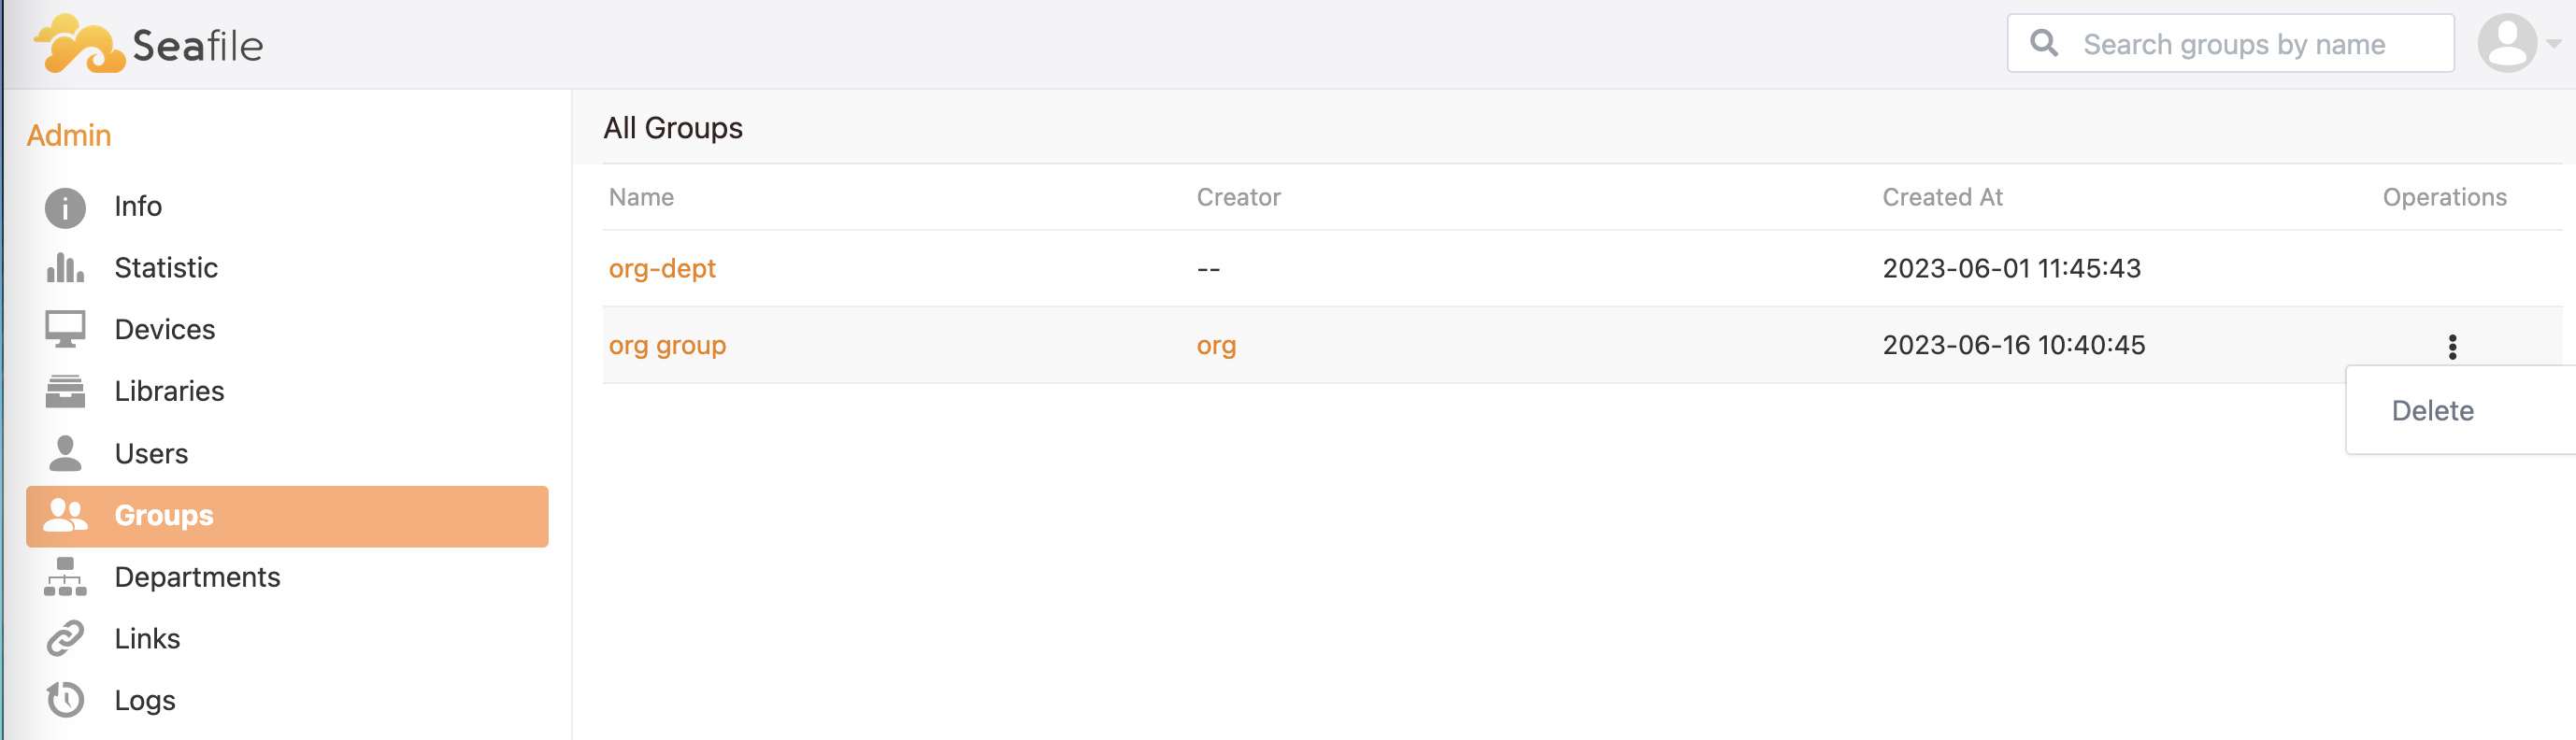 Seafile
Search groups by name
Admin
Info
Statistic
Devices
Libraries
Users
Groups
Departments
Links
Logs
All Groups
Name Creator Created At Operations
org-dept -- 2023-06-01 11:45:43
org group org 2023-06-16 10:40:45
Delete